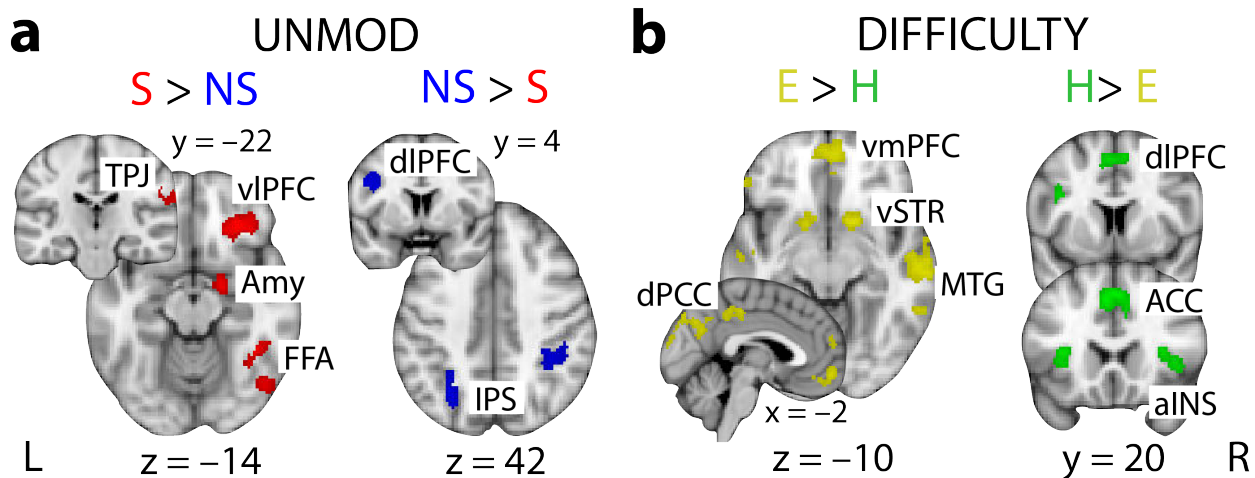 a UNMOD
S > NS
NS > S
y = –22
y = 4
TPJ
vlPFC
Amy
FFA
dlPFC
IPS
L
z = –14
z = 42
b DIFFICULTY
E > H
H> E
vmPFC
vSTR
MTG
dPCC
x = –2
z = –10
dlPFC
ACC
aINS
y = 20
R